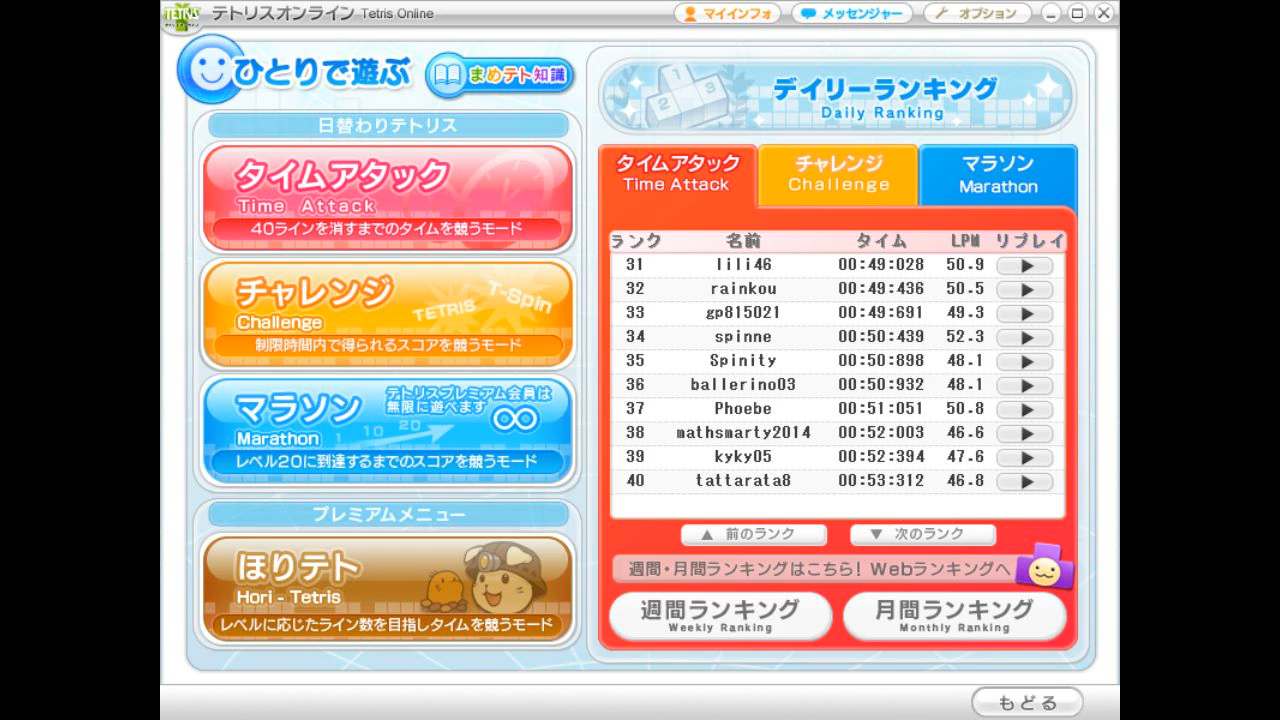 TETRIS
テトリスオンライン Tetris Online
マイインフォ
メッセンジャー
オプション
ひとりで遊ぶ
まめテト知識
日替わりテトリス
タイムアタック
Time Attack
40ラインを消すまでのタイムを競うモード
チャレンジ
Challenge
TETRIS
T-Spin
制限時間内で得られるスコアを競うモード
マラソン
Marathon
テトリスプレミアム会員は
無限に遊べます
1 10 20
レベル20に到達するまでのスコアを競うモード
プレミアムメニュー
ほりテト
Hori - Tetris
レベルに応じたライン数を目指しタイムを競うモード
2 1 3
デイリーランキング
Daily Ranking
タイムアタック
Time Attack
チャレンジ
Challenge
マラソン
Marathon
ランク 名前 タイム LPM リプレイ
31 lili46 00:49:028 50.9
32 rainkou 00:49:436 50.5
33 gp815021 00:49:691 49.3
34 spinne 00:50:439 52.3
35 Spinity 00:50:898 48.1
36 ballerino03 00:50:932 48.1
37 Phoebe 00:51:051 50.8
38 mathsmarty2014 00:52:003 46.6
39 kyky05 00:52:394 47.6
40 tattarata8 00:53:312 46.8
▲ 前のランク
▼ 次のランク
週間・月間ランキングはこちら! Webランキングへ
週間ランキング
Weekly Ranking
月間ランキング
Monthly Ranking
もどる